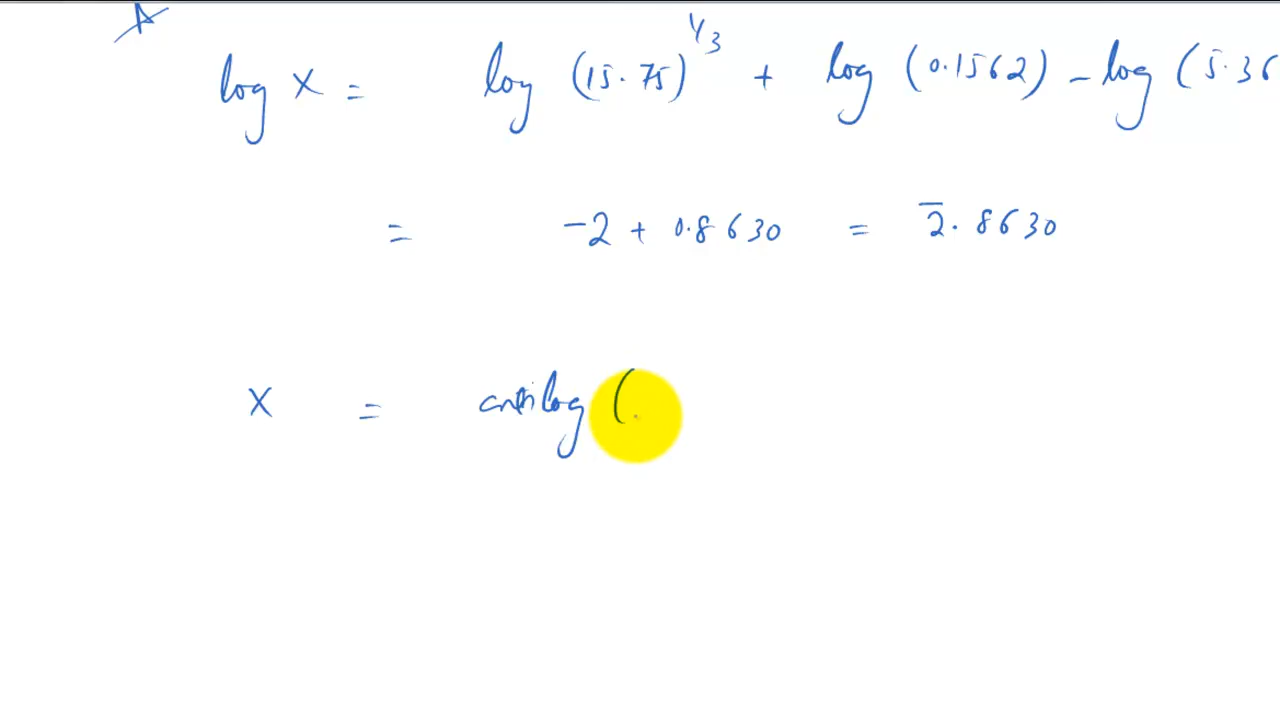 log x = log (15.75)^1/3 + log (0.1562) - log (5.36
= -2 + 0.8630 = 2̅.8630
x = antilog (.